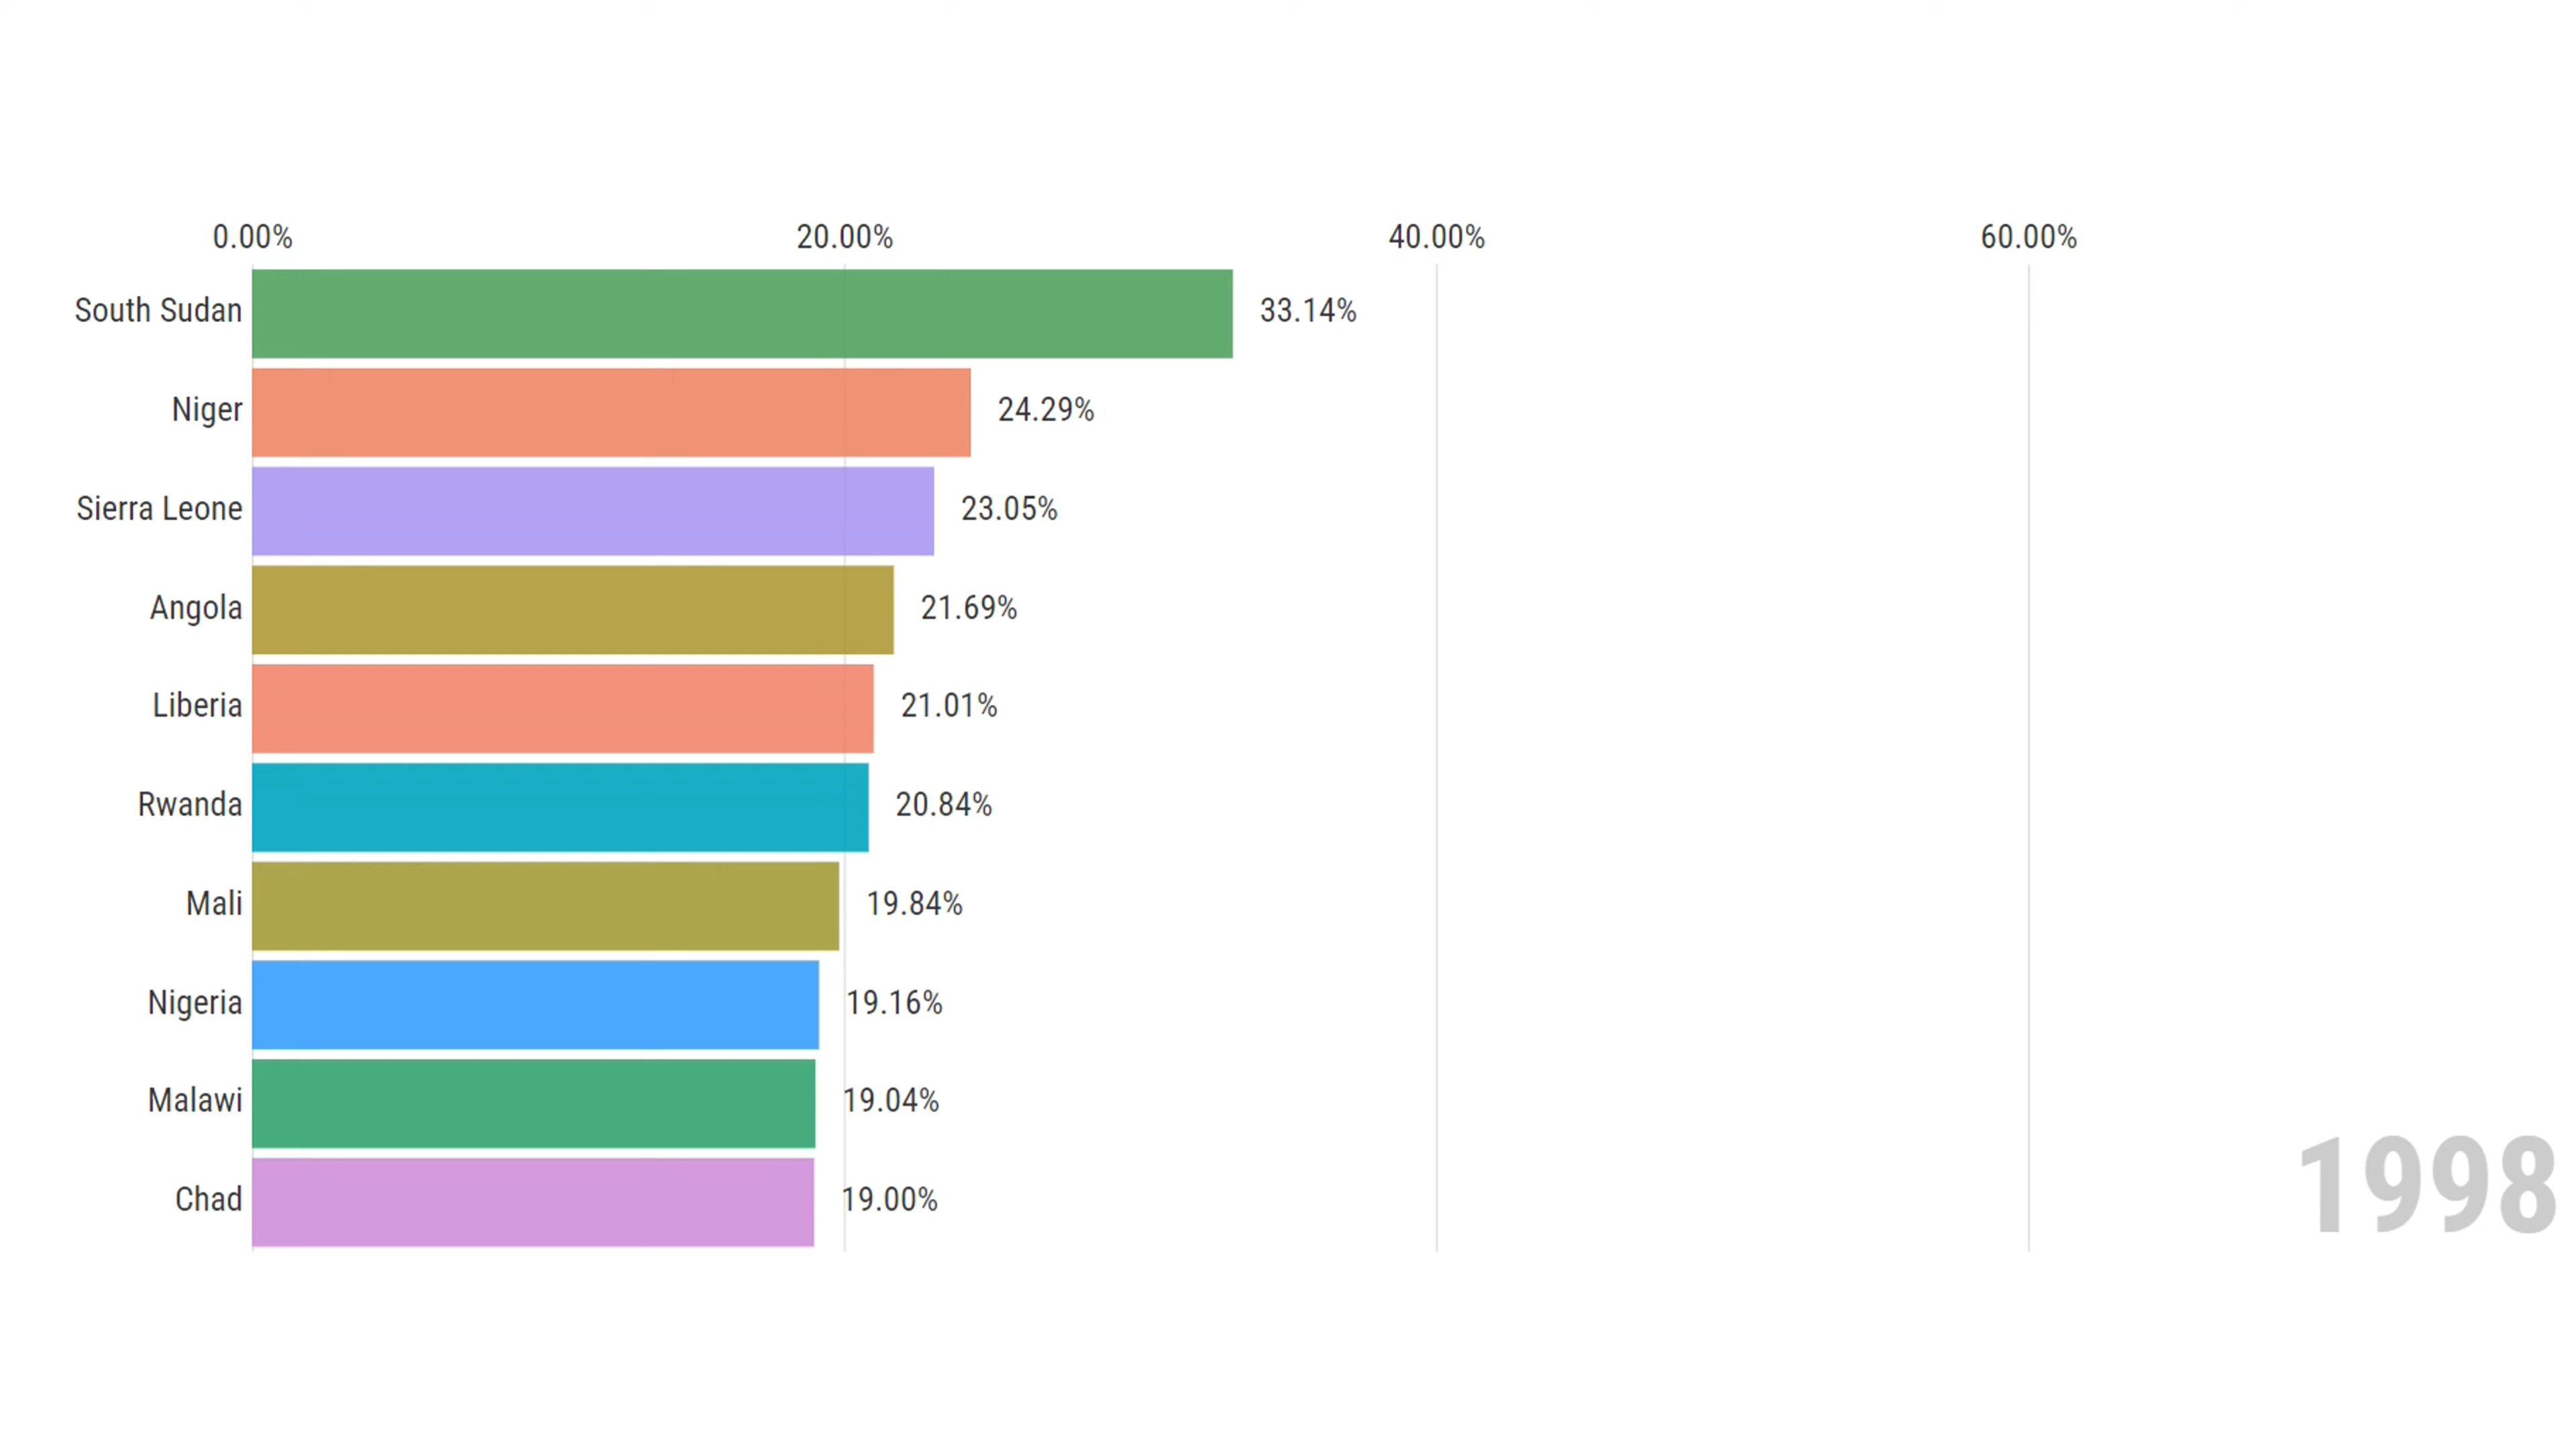 0.00% 20.00% 40.00% 60.00%
South Sudan 33.14%
Niger 24.29%
Sierra Leone 23.05%
Angola 21.69%
Liberia 21.01%
Rwanda 20.84%
Mali 19.84%
Nigeria 19.16%
Malawi 19.04%
Chad 19.00%
1998